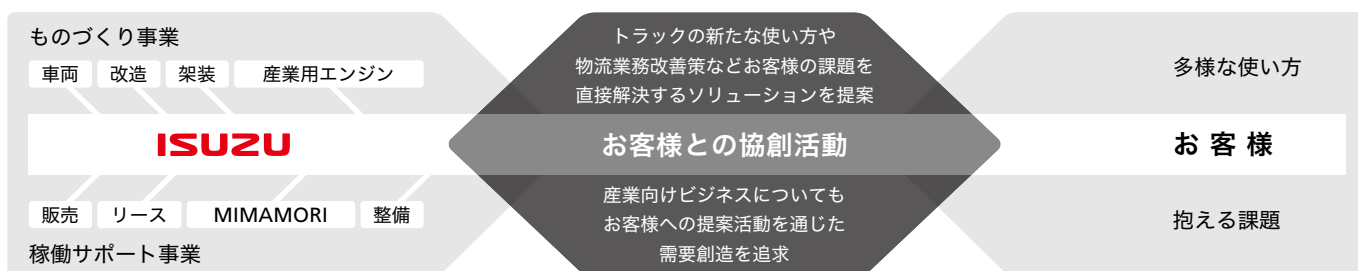 ものづくり事業
車両 改造 架装 産業用エンジン
ISUZU
販売 リース MIMAMORI 整備
稼働サポート事業
トラックの新たな使い方や
物流業務改善策などお客様の課題を
直接解決するソリューションを提案
お客様との協創活動
産業向けビジネスについても
お客様への提案活動を通じた
需要創造を追求
多様な使い方
お客様
抱える課題